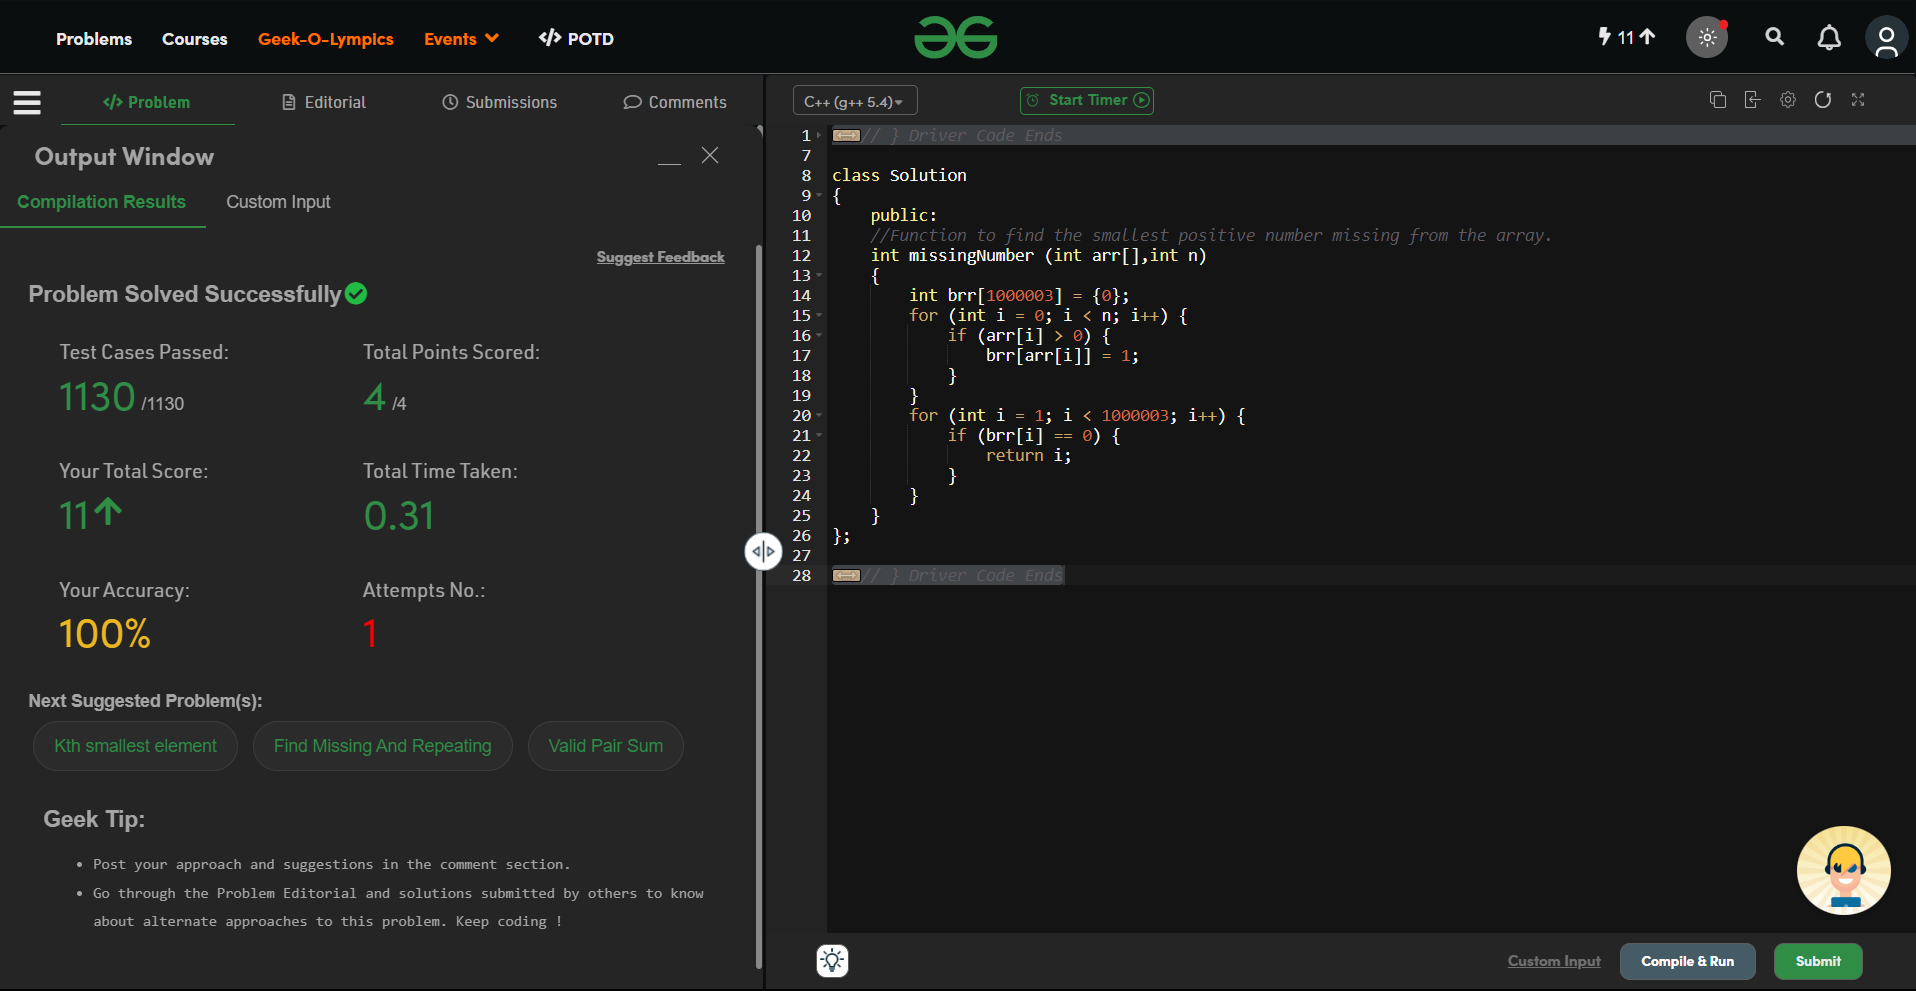 Problems Courses Geek-O-Lympics Events </> POTD
11
</> Problem Editorial Submissions Comments
Output Window
Compilation Results Custom Input
Suggest Feedback
Problem Solved Successfully
Test Cases Passed: Total Points Scored:
1130 /1130 4 /4
Your Total Score: Total Time Taken:
11 0.31
Your Accuracy: Attempts No.:
100% 1
Next Suggested Problem(s):
Kth smallest element Find Missing And Repeating Valid Pair Sum
Geek Tip:
• Post your approach and suggestions in the comment section.
• Go through the Problem Editorial and solutions submitted by others to know
about alternate approaches to this problem. Keep coding !
C++ (g++ 5.4) Start Timer
1 // } Driver Code Ends
7
8 class Solution
9 {
10 public:
11 //Function to find the smallest positive number missing from the array.
12 int missingNumber (int arr[],int n)
13 {
14 int brr[1000003] = {0};
15 for (int i = 0; i < n; i++) {
16 if (arr[i] > 0) {
17 brr[arr[i]] = 1;
18 }
19 }
20 for (int i = 1; i < 1000003; i++) {
21 if (brr[i] == 0) {
22 return i;
23 }
24 }
25 }
26 };
27
28 // } Driver Code Ends
Custom Input Compile & Run Submit